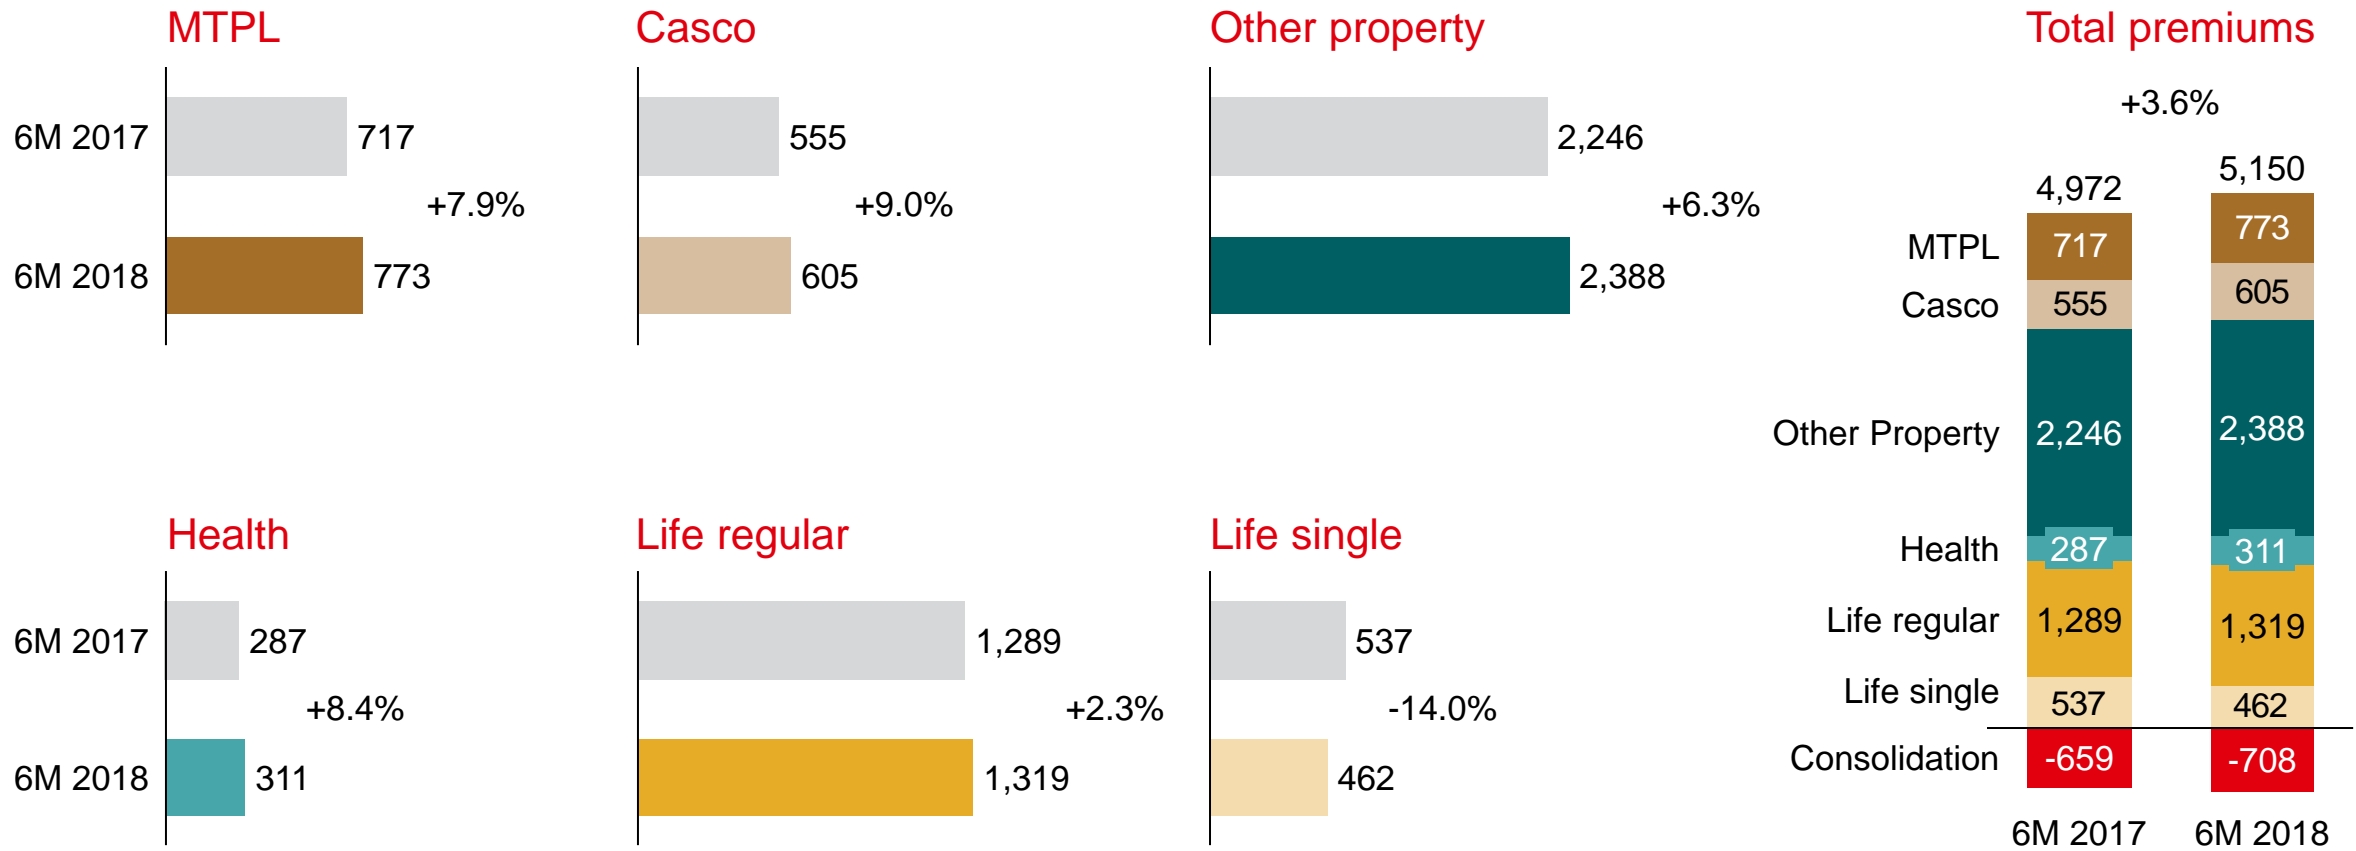 MTPL
6M 2017
717
+7.9%
6M 2018
773
Casco
555
+9.0%
605
Other property
2,246
+6.3%
2,388
Health
6M 2017
287
+8.4%
6M 2018
311
Life regular
1,289
+2.3%
1,319
Life single
537
-14.0%
462
Total premiums
+3.6%
4,972
5,150
MTPL
717
773
Casco
555
605
Other Property
2,246
2,388
Health
287
311
Life regular
1,289
1,319
Life single
537
462
Consolidation
-659
-708
6M 2017
6M 2018